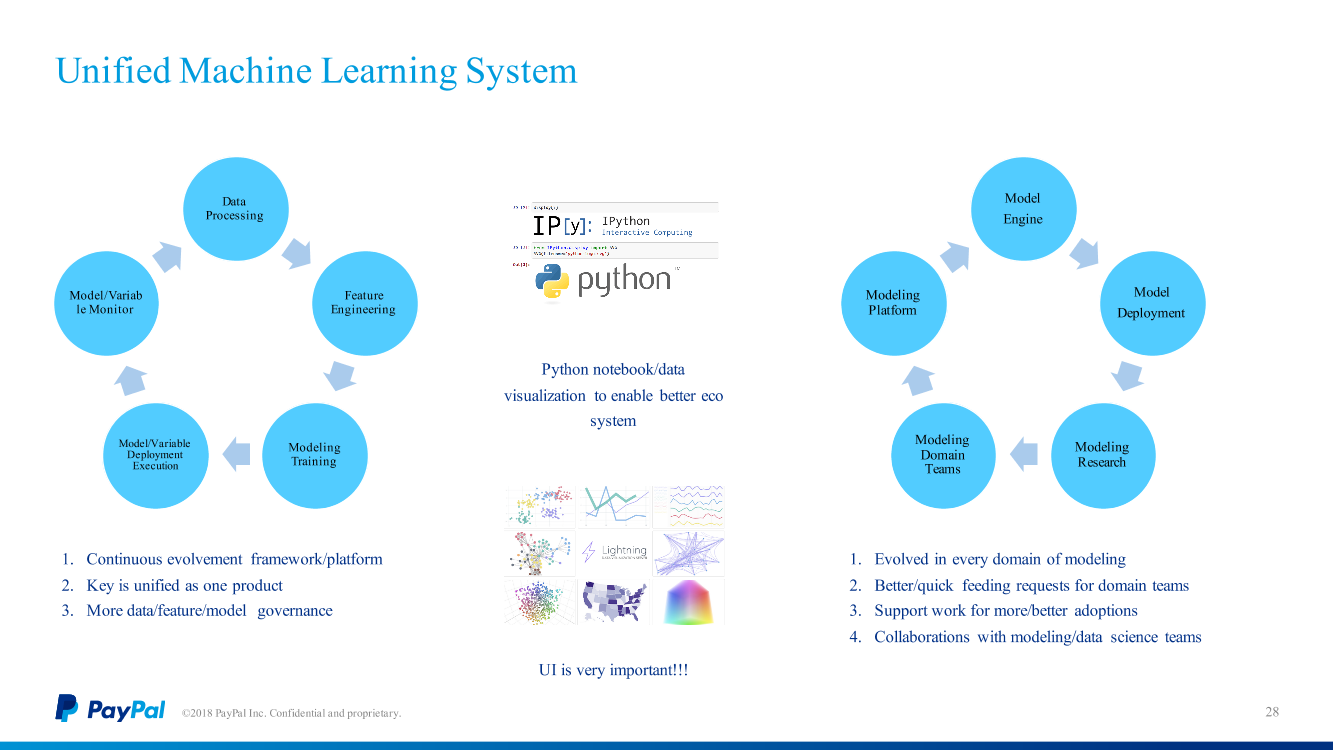 Unified Machine Learning System
Data
Processing
Feature
Engineering
Modeling
Training
Model/Variable
Deployment
Execution
Model/Variab
le Monitor
1. Continuous evolvement framework/platform
2. Key is unified as one product
3. More data/feature/model governance
IP[y]:
IPython
Interactive Computing
python
Python notebook/data
visualization to enable better eco
system
Lightning
UI is very important!!!
Model
Engine
Model
Deployment
Modeling
Research
Modeling
Domain
Teams
Modeling
Platform
1. Evolved in every domain of modeling
2. Better/quick feeding requests for domain teams
3. Support work for more/better adoptions
4. Collaborations with modeling/data science teams
PayPal
©2018 PayPal Inc. Confidential and proprietary.
28